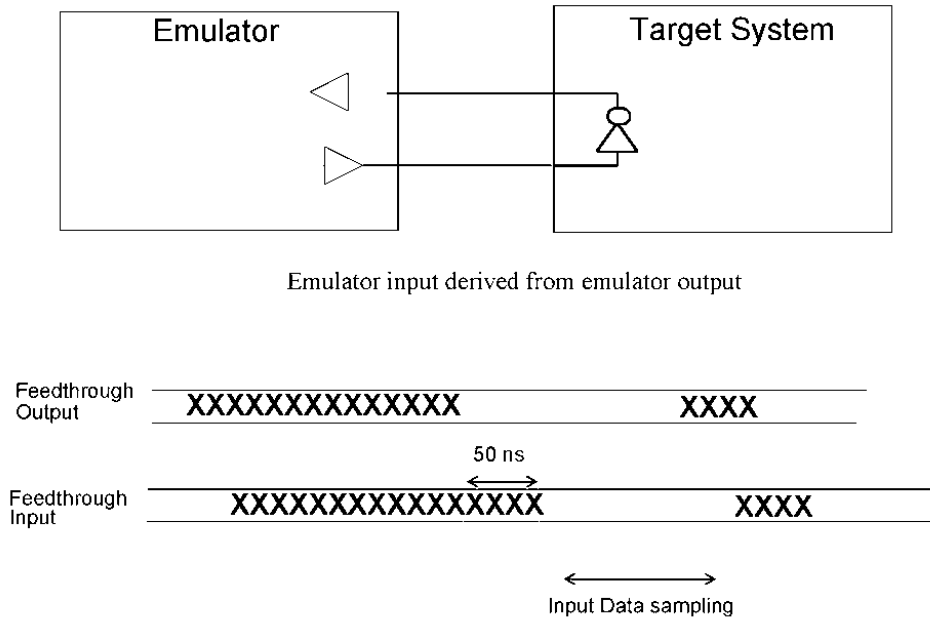 Emulator
Target System
Emulator input derived from emulator output
Feedthrough
Output
XXXXXXXXXXXXXX
XXXX
50 ns
Feedthrough
Input
XXXXXXXXXXXXXXXX
XXXX
Input Data sampling